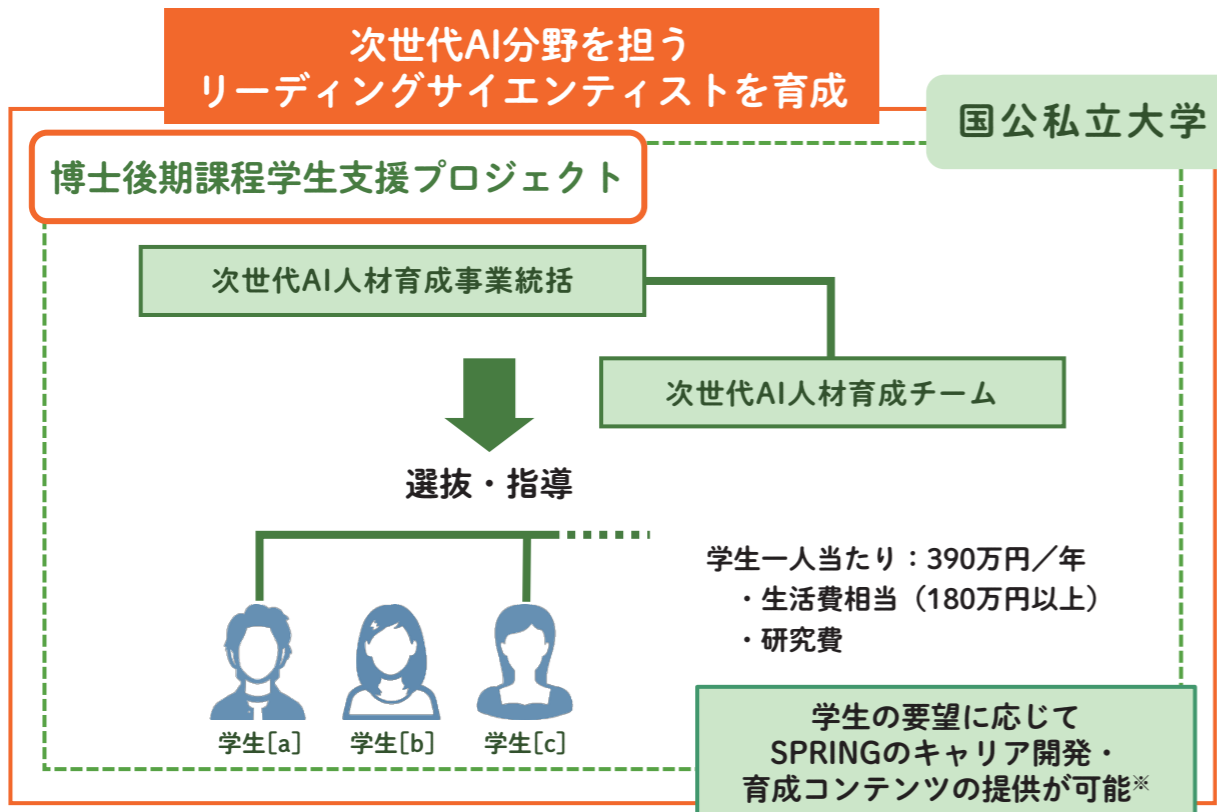 次世代AI分野を担う
リーディングサイエンティストを育成
国公私立大学
博士後期課程学生支援プロジェクト
次世代AI人材育成事業統括
次世代AI人材育成チーム
選抜・指導
学生一人当たり：390万円／年
・生活費相当（180万円以上）
・研究費
学生[a]
学生[b]
学生[c]
学生の要望に応じて
SPRINGのキャリア開発・
育成コンテンツの提供が可能※